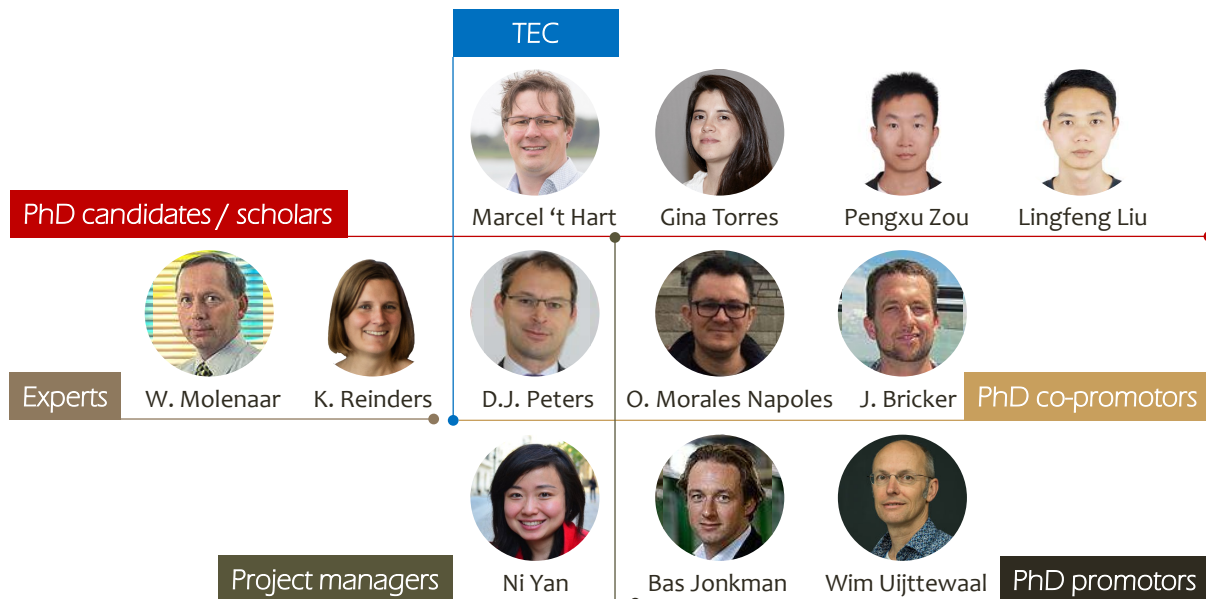 TEC
Marcel ‘t Hart
Gina Torres
Pengxu Zou
Lingfeng Liu
PhD candidates / scholars
W. Molenaar
K. Reinders
D.J. Peters
O. Morales Napoles
J. Bricker
Experts
PhD co-promotors
Ni Yan
Bas Jonkman
Wim Uijttewaal
Project managers
PhD promotors